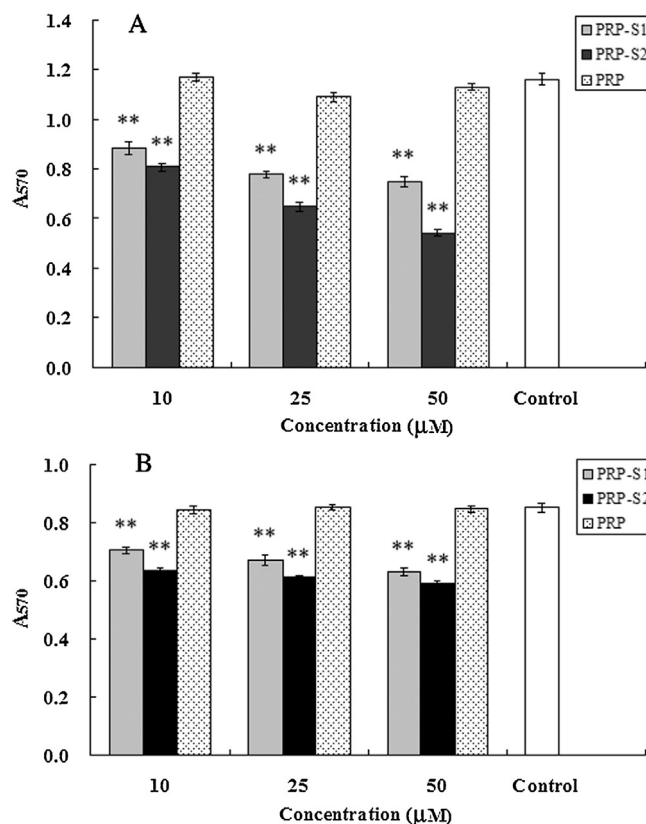 A
1.4
1.2
1.0
0.8
0.6
0.4
0.2
0.0
A570
** ** ** ** ** **
PRP-S1
PRP-S2
PRP
10 25 50 Control
Concentration (μM)
B
1.0
0.8
0.6
0.4
0.2
0.0
A570
** ** ** ** ** **
PRP-S1
PRP-S2
PRP
10 25 50 Control
Concentration (μM)